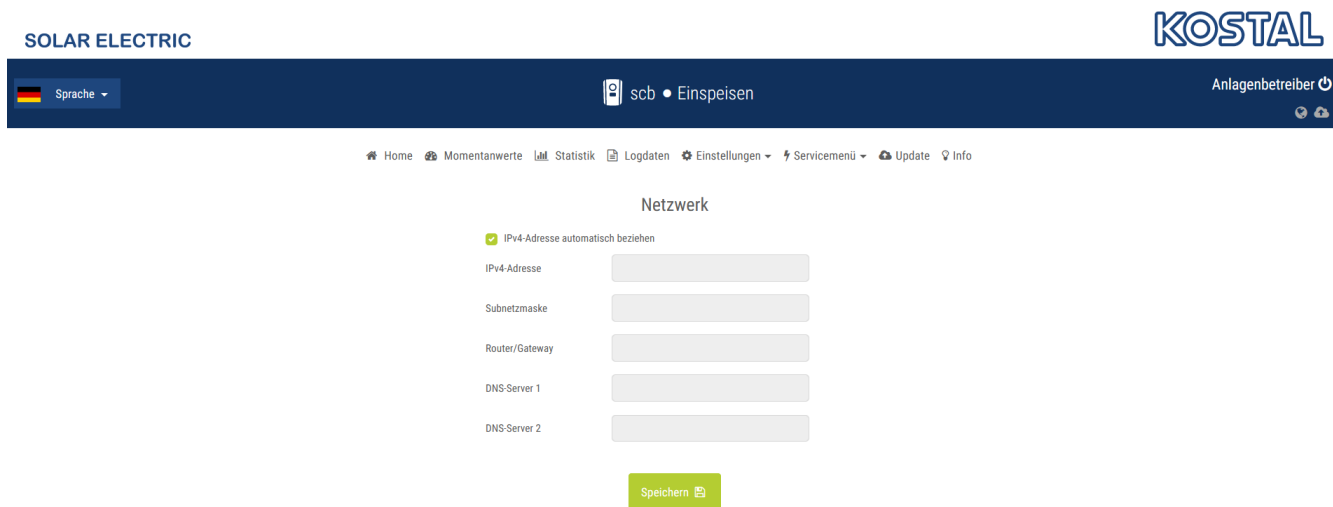 SOLAR ELECTRIC
KOSTAL
Sprache
scb ● Einspeisen
Anlagenbetreiber
Home Momentanwerte Statistik Logdaten Einstellungen Servicemenü Update Info
Netzwerk
IPv4-Adresse automatisch beziehen
IPv4-Adresse
Subnetzmaske
Router/Gateway
DNS-Server 1
DNS-Server 2
Speichern